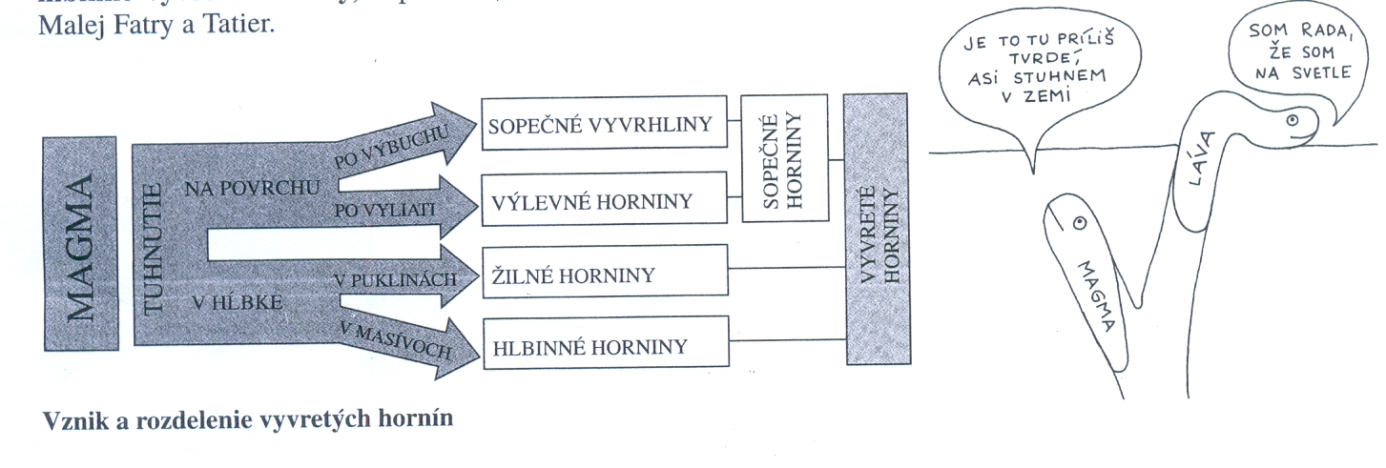 Malej Fatry a Tatier.
MAGMA
TUHNUTIE
NA POVRCHU
V HĹBKE
PO VÝBUCHU
PO VYLIATI
V PUKLINÁCH
V MASÍVOCH
SOPEČNÉ VYVRHLINY
VÝLEVNÉ HORNINY
ŽILNÉ HORNINY
HLBINNÉ HORNINY
SOPEČNÉ
HORNINY
VYVRETÉ
HORNINY
JE TO TU PRÍLIŠ
TVRDÉ,
ASI STUHNEM
V ZEMI
SOM RADA,
ŽE SOM
NA SVETLE
MAGMA
LÁVA
Vznik a rozdelenie vyvretých hornín